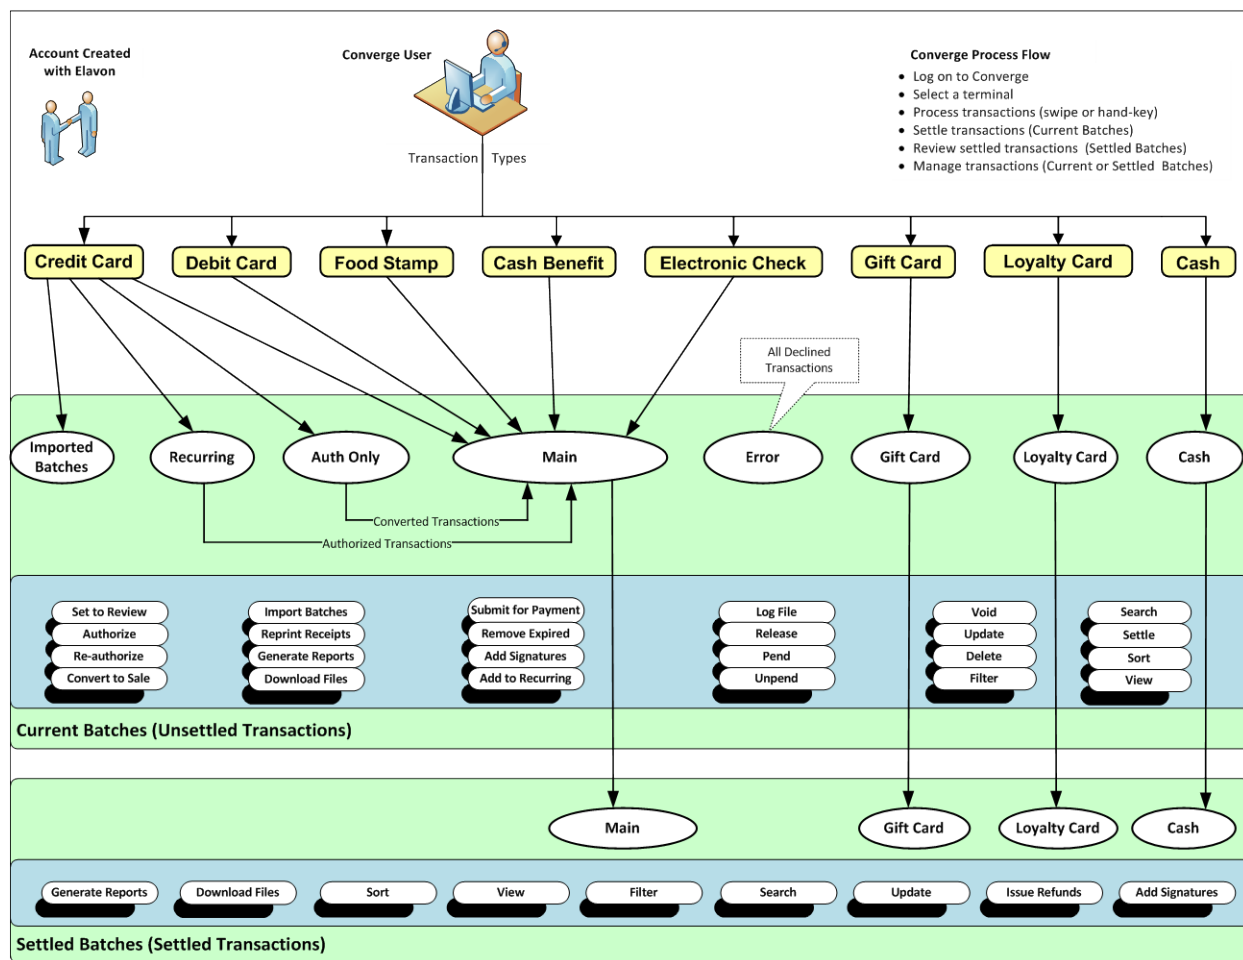 Account Created
with Elavon
Converge User
Converge Process Flow
• Log on to Converge
• Select a terminal
• Process transactions (swipe or hand-key)
• Settle transactions (Current Batches)
• Review settled transactions (Settled Batches)
• Manage transactions (Current or Settled Batches)
Transaction Types
Credit Card
Debit Card
Food Stamp
Cash Benefit
Electronic Check
Gift Card
Loyalty Card
Cash
All Declined
Transactions
Imported
Batches
Recurring
Auth Only
Main
Error
Gift Card
Loyalty Card
Cash
Converted Transactions
Authorized Transactions
Set to Review
Authorize
Re-authorize
Convert to Sale
Import Batches
Reprint Receipts
Generate Reports
Download Files
Submit for Payment
Remove Expired
Add Signatures
Add to Recurring
Log File
Release
Pend
Unpend
Void
Update
Delete
Filter
Search
Settle
Sort
View
Current Batches (Unsettled Transactions)
Main
Gift Card
Loyalty Card
Cash
Generate Reports
Download Files
Sort
View
Filter
Search
Update
Issue Refunds
Add Signatures
Settled Batches (Settled Transactions)